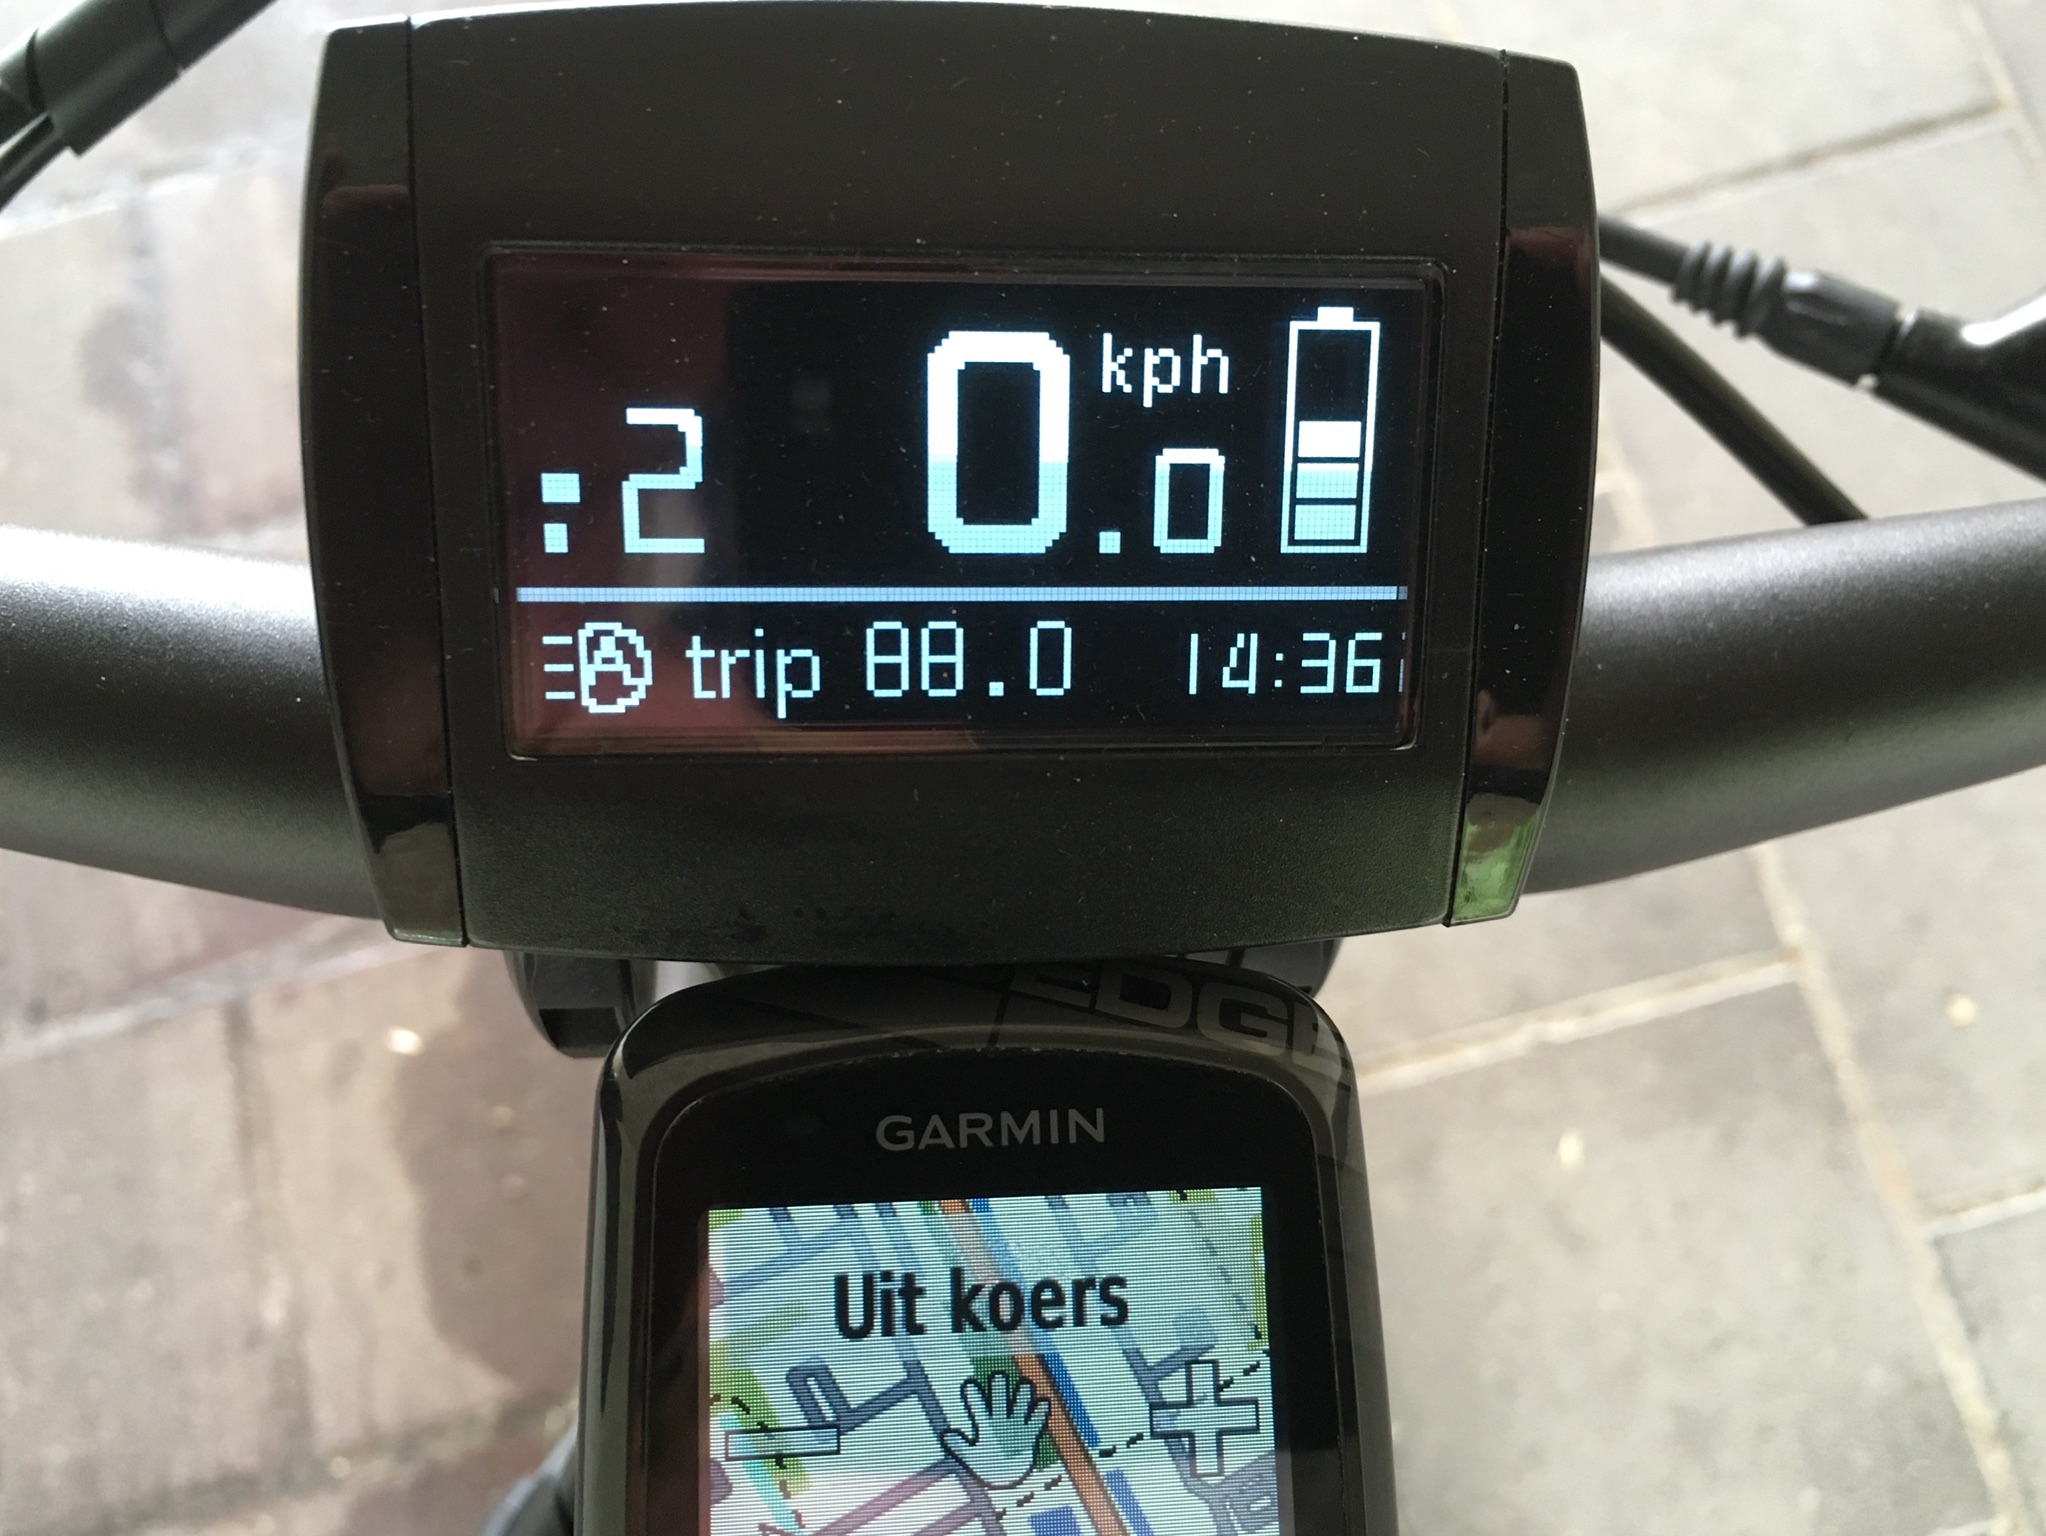 :2 0.0 kph
trip 88.0 14:36
EDGE
GARMIN
Uit koers